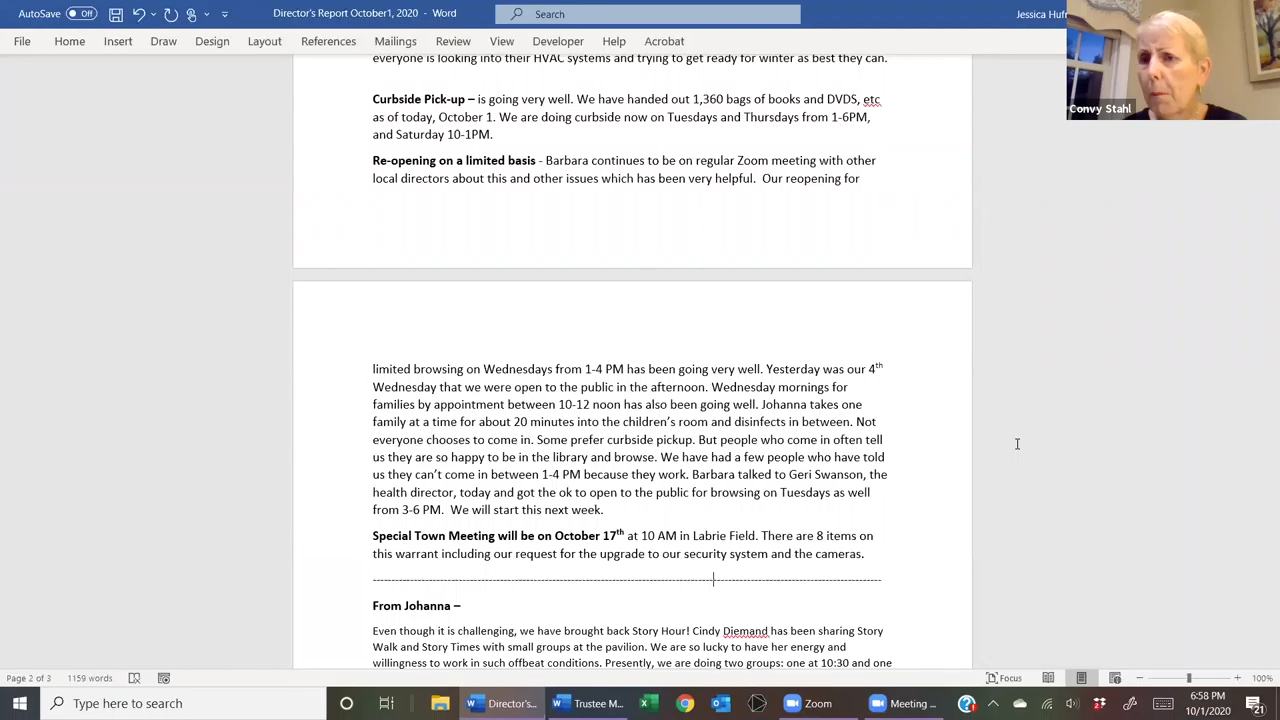 AutoSave Off
Director's Report October1, 2020 - Word
Search
Jessica Hufn
File Home Insert Draw Design Layout References Mailings Review View Developer Help Acrobat
everyone is looking into their HVAC systems and trying to get ready for winter as best they can.
Curbside Pick-up – is going very well. We have handed out 1,360 bags of books and DVDS, etc
as of today, October 1. We are doing curbside now on Tuesdays and Thursdays from 1-6PM,
and Saturday 10-1PM.
Convy Stahl
Re-opening on a limited basis - Barbara continues to be on regular Zoom meeting with other
local directors about this and other issues which has been very helpful.  Our reopening for
limited browsing on Wednesdays from 1-4 PM has been going very well. Yesterday was our 4th
Wednesday that we were open to the public in the afternoon. Wednesday mornings for
families by appointment between 10-12 noon has also been going well. Johanna takes one
family at a time for about 20 minutes into the children's room and disinfects in between. Not
everyone chooses to come in. Some prefer curbside pickup. But people who come in often tell
us they are so happy to be in the library and browse. We have had a few people who have told
us they can't come in between 1-4 PM because they work. Barbara talked to Geri Swanson, the
health director, today and got the ok to open to the public for browsing on Tuesdays as well
from 3-6 PM.  We will start this next week.
Special Town Meeting will be on October 17th at 10 AM in Labrie Field. There are 8 items on
this warrant including our request for the upgrade to our security system and the cameras.
From Johanna –
Even though it is challenging, we have brought back Story Hour! Cindy Diemand has been sharing Story
Walk and Story Times with small groups at the pavilion. We are so lucky to have her energy and
willingness to work in such offbeat conditions. Presently, we are doing two groups: one at 10:30 and one
Page 2 of 3 1159 words
Focus
100%
Type here to search
Director's...
Trustee M...
Zoom
Meeting ...
6:58 PM
10/1/2020
21